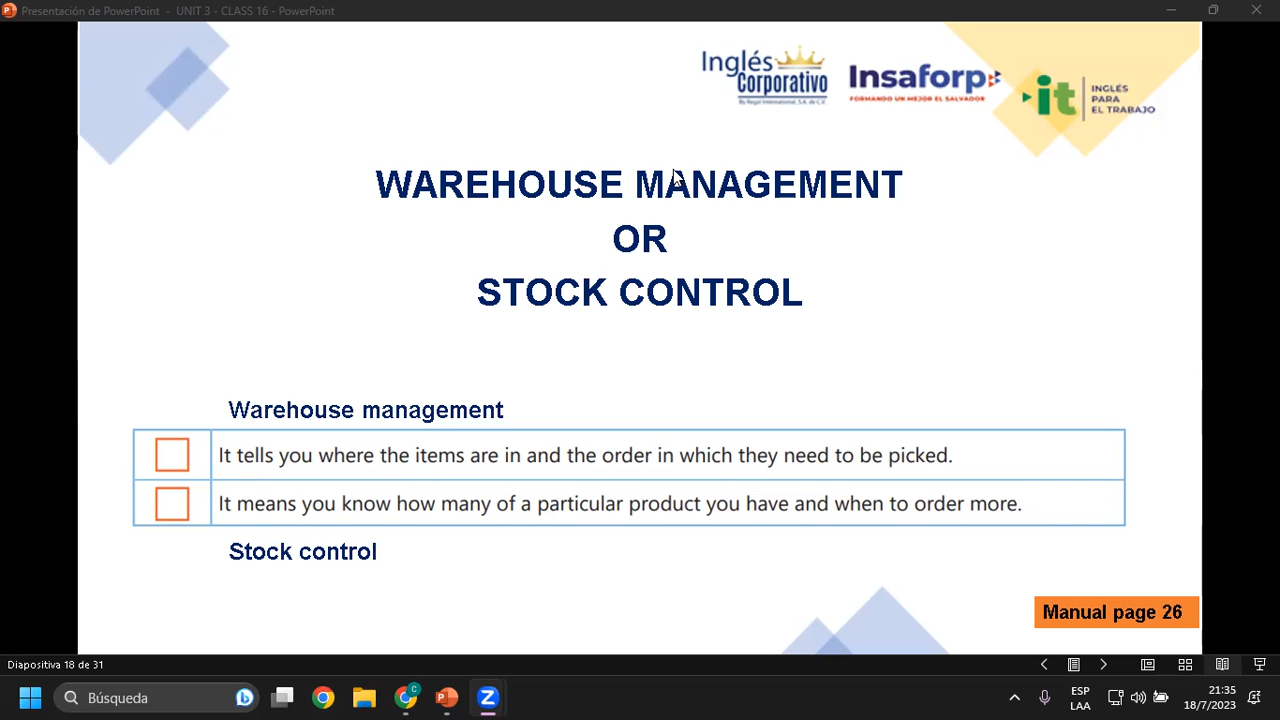 Presentación de PowerPoint - UNIT 3 - CLASS 16 - PowerPoint
Inglés
Corporativo
By Regal International, S.A. de C.V.
Insaforp
FORMANDO UN MEJOR EL SALVADOR
it
INGLÉS
PARA
EL TRABAJO
WAREHOUSE MANAGEMENT
OR
STOCK CONTROL
Warehouse management
It tells you where the items are in and the order in which they need to be picked.
It means you know how many of a particular product you have and when to order more.
Stock control
Manual page 26
Diapositiva 18 de 31
Búsqueda
ESP
LAA
21:35
18/7/2023